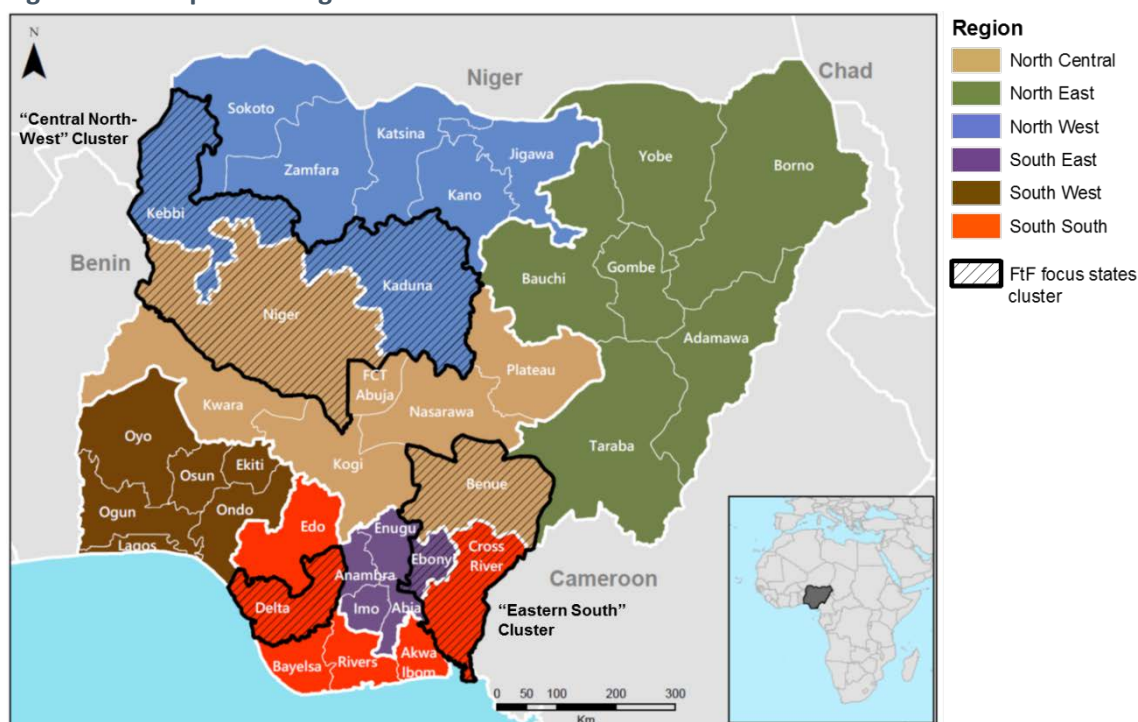 N
Niger
Chad
"Central North-
West" Cluster
Sokoto
Katsina
Jigawa
Yobe
Borno
Zamfara
Kano
Kebbi
Benin
Bauchi
Gombe
Kaduna
Niger
Adamawa
Plateau
FCT
Abuja
Kwara
Nasarawa
Oyo
Taraba
Kogi
Osun
Ekiti
Benue
Ogun
Ondo
Edo
Enugu
Cross
River
Lagos
Ebony
Anambra
Cameroon
Delta
Imo
Abia
"Eastern South"
Cluster
Bayelsa
Rivers
Akwa
Ibom
0 50 100 200 300
Km
Region
North Central
North East
North West
South East
South West
South South
FtF focus states
cluster